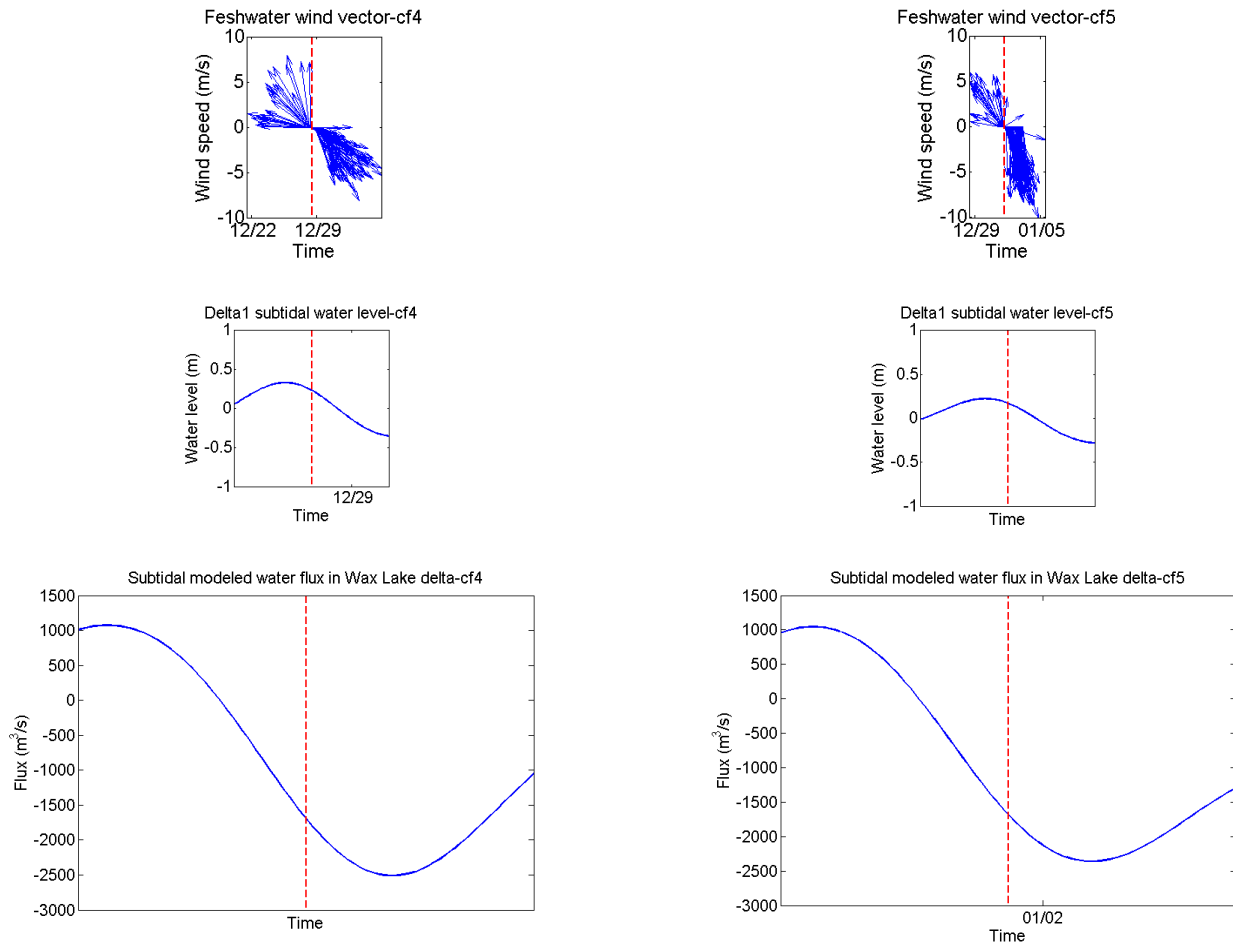 Feshwater wind vector-cf4
10
5
0
-5
-10
Wind speed (m/s)
12/22
12/29
Time
Feshwater wind vector-cf5
10
5
0
-5
-10
Wind speed (m/s)
12/29
01/05
Time
Delta1 subtidal water level-cf4
1
0.5
0
-0.5
-1
Water level (m)
12/29
Time
Delta1 subtidal water level-cf5
1
0.5
0
-0.5
-1
Water level (m)
Time
Subtidal modeled water flux in Wax Lake delta-cf4
1500
1000
500
0
-500
-1000
-1500
-2000
-2500
-3000
Flux (m³/s)
Time
Subtidal modeled water flux in Wax Lake delta-cf5
1500
1000
500
0
-500
-1000
-1500
-2000
-2500
-3000
Flux (m³/s)
01/02
Time